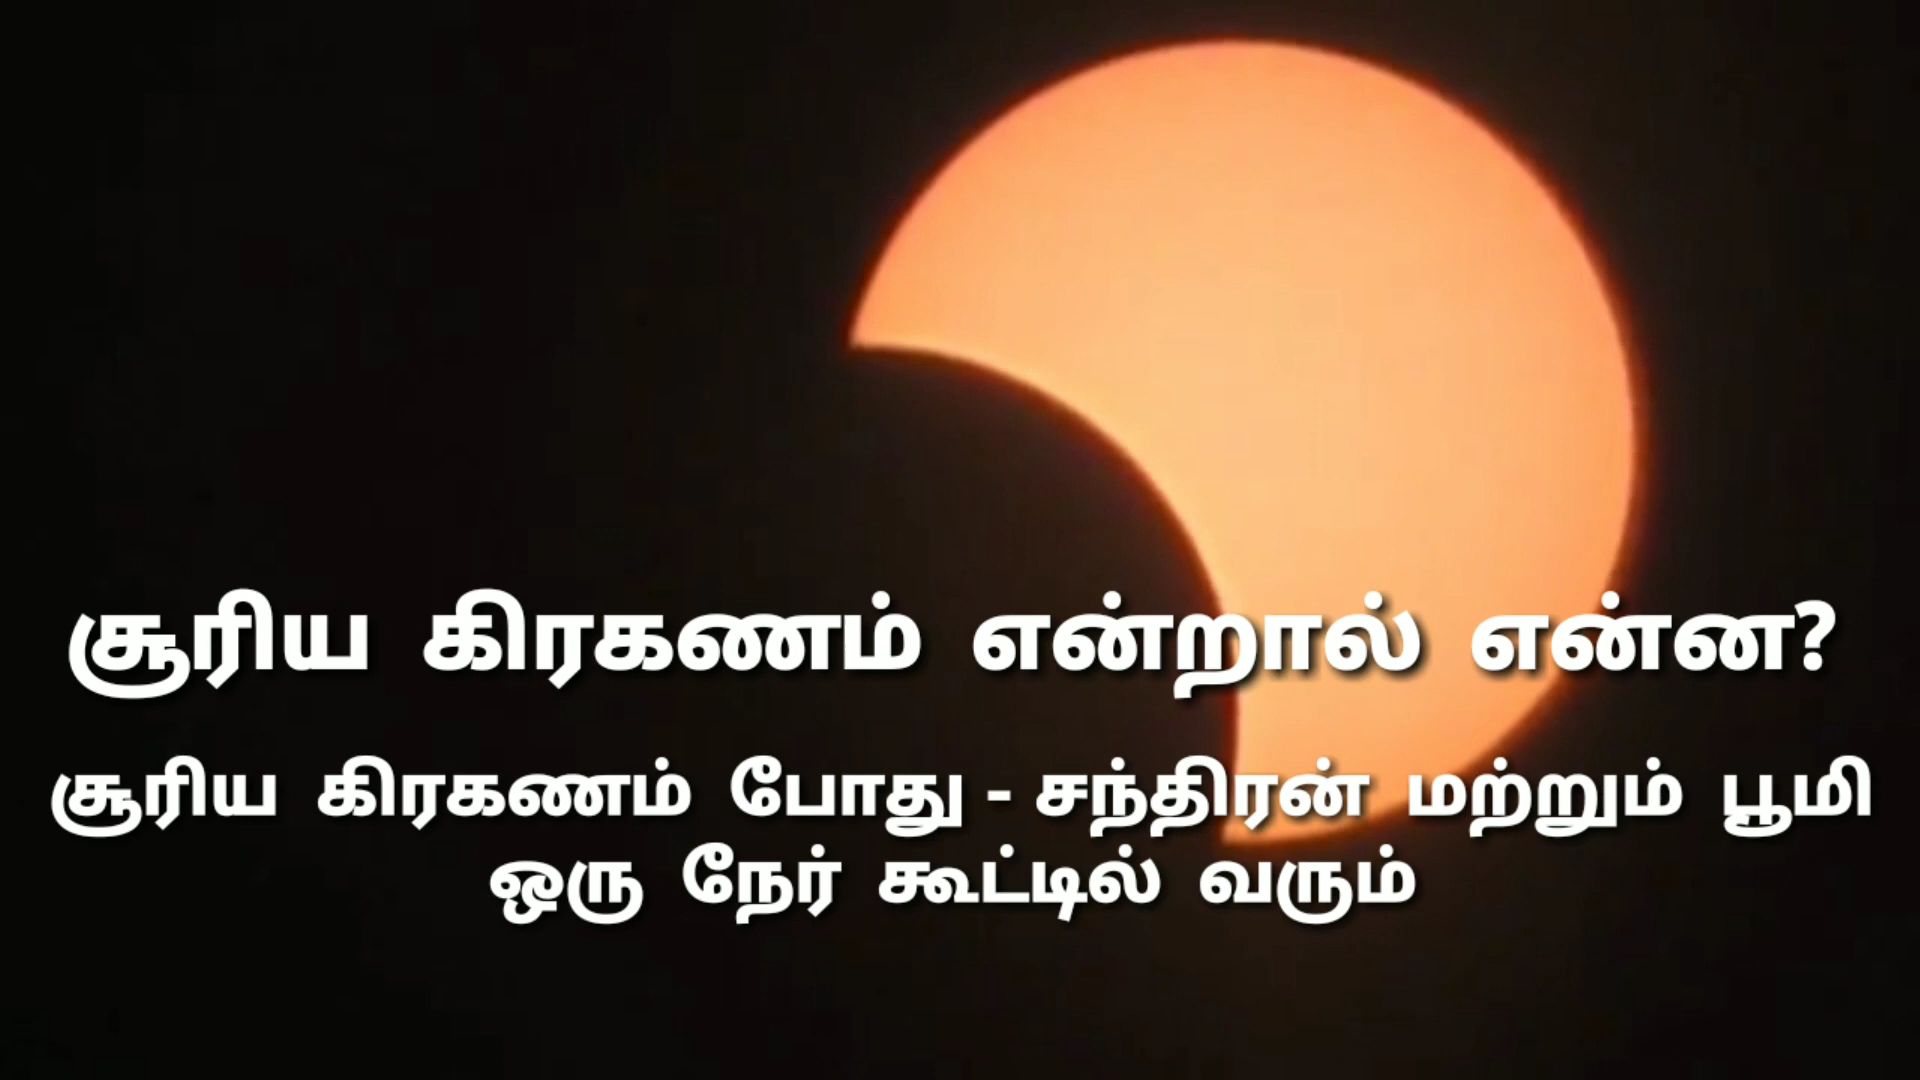 சூரிய கிரகணம் என்றால் என்ன?
சூரிய கிரகணம் போது - சந்திரன் மற்றும் பூமி
ஒரு நேர் கூட்டில் வரும்